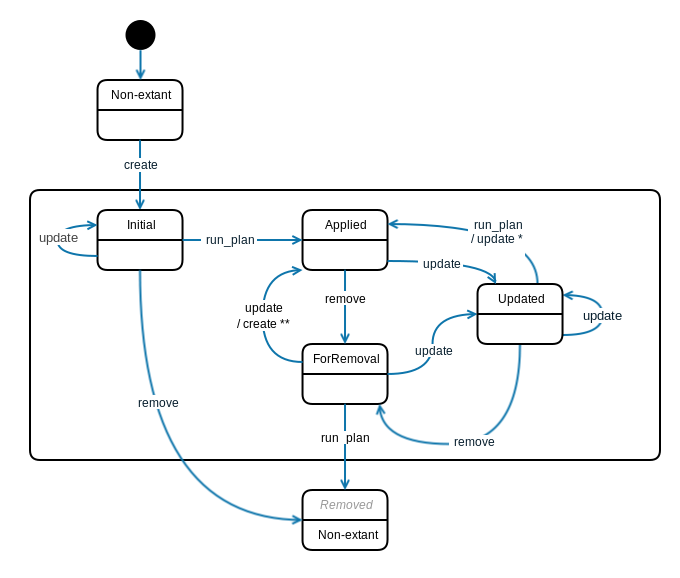 Non-extant
create
Initial
Applied
run_plan
/ update *
update
run_plan
update
Updated
remove
update
/ create **
update
ForRemoval
update
remove
run_plan
remove
Removed
Non-extant